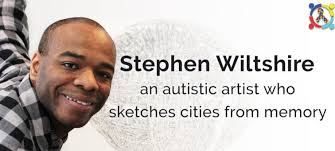 Stephen Wiltshire
an autistic artist who
sketches cities from memory